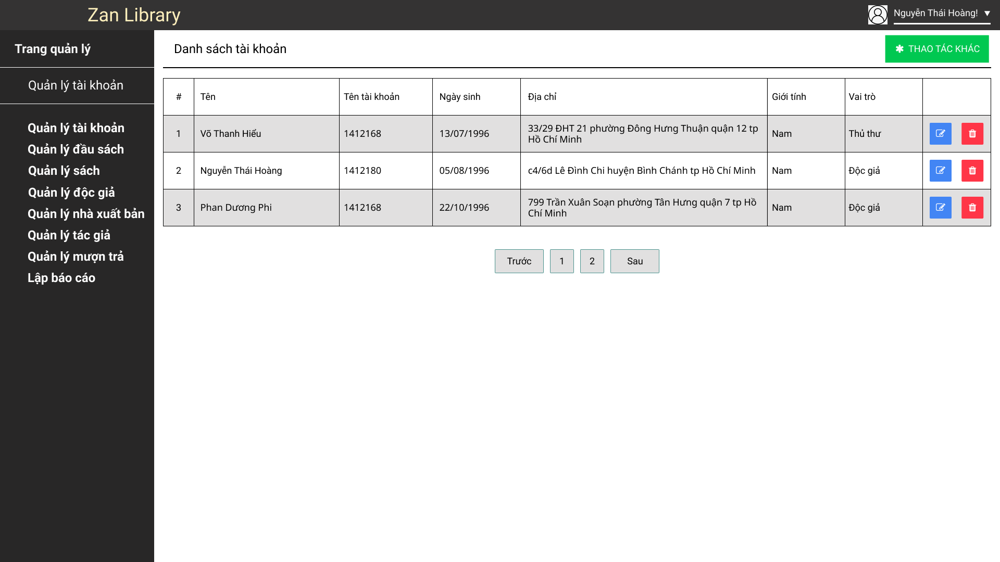 Zan Library
Nguyễn Thái Hoàng! ▼
Trang quản lý
Quản lý tài khoản
Quản lý tài khoản
Quản lý đầu sách
Quản lý sách
Quản lý độc giả
Quản lý nhà xuất bản
Quản lý tác giả
Quản lý mượn trả
Lập báo cáo
Danh sách tài khoản
✱ THAO TÁC KHÁC
# Tên Tên tài khoản Ngày sinh Địa chỉ Giới tính Vai trò
1 Võ Thanh Hiểu 1412168 13/07/1996 33/29 ĐHT 21 phường Đông Hưng Thuận quận 12 tp
Hồ Chí Minh Nam Thủ thư
2 Nguyễn Thái Hoàng 1412180 05/08/1996 c4/6d Lê Đình Chi huyện Bình Chánh tp Hồ Chí Minh Nam Độc giả
3 Phan Dương Phi 1412168 22/10/1996 799 Trần Xuân Soạn phường Tân Hưng quận 7 tp Hồ
Chí Minh Nam Độc giả
Trước 1 2 Sau